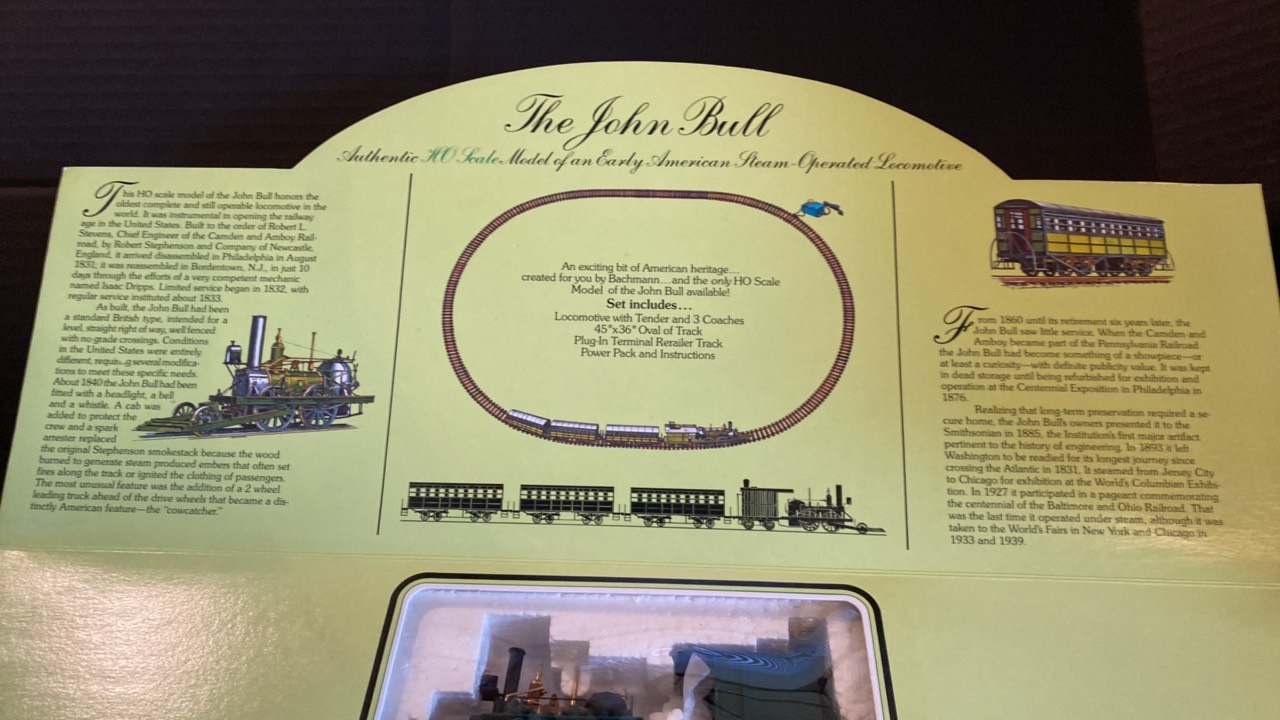 The John Bull
Authentic HO Scale Model of an Early American Steam-Operated Locomotive
This HO scale model of the John Bull honors the
oldest complete and still operable locomotive in the
world. It was instrumental in opening the railway
age in the United States. Built to the order of Robert L.
Stevens, Chief Engineer of the Camden and Amboy Rail-
road, by Robert Stephenson and Company of Newcastle,
England, it arrived disassembled in Philadelphia in August
1831; it was reassembled in Bordentown, N.J., in just 10
days through the efforts of a very competent mechanic
named Isaac Dripps. Limited service began in 1832, with
regular service instituted about 1833.
As built, the John Bull had been
a standard British type, intended for a
level, straight right of way, well fenced
with no grade crossings. Conditions
in the United States were entirely
different, requiring several modifica-
tions to meet these specific needs.
About 1840 the John Bull had been
fitted with a headlight, a bell
and a whistle. A cab was
added to protect the
crew and a spark
arrester replaced
the original Stephenson smokestack because the wood
burned to generate steam produced embers that often set
fires along the track or ignited the clothing of passengers.
The most unusual feature was the addition of a 2 wheel
leading truck ahead of the drive wheels that became a dis-
tinctly American feature—the "cowcatcher."
An exciting bit of American heritage...
created for you by Bachmann...and the only HO Scale
Model of the John Bull available!
Set includes...
Locomotive with Tender and 3 Coaches
45"x36" Oval of Track
Plug-In Terminal Rerailer Track
Power Pack and Instructions
From 1860 until its retirement six years later, the
John Bull saw little service. When the Camden and
Amboy became part of the Pennsylvania Railroad
the John Bull had become something of a showpiece—or
at least a curiosity—with definite publicity value. It was kept
in dead storage until being refurbished for exhibition and
operation at the Centennial Exposition in Philadelphia in
1876.
Realizing that long-term preservation required a se-
cure home, the John Bull's owners presented it to the
Smithsonian in 1885, the Institution's first major artifact
pertinent to the history of engineering. In 1893 it left
Washington to be readied for its longest journey since
crossing the Atlantic in 1831. It steamed from Jersey City
to Chicago for exhibition at the World's Columbian Exhibi-
tion. In 1927 it participated in a pageant commemorating
the centennial of the Baltimore and Ohio Railroad. That
was the last time it operated under steam, although it was
taken to the World's Fairs in New York and Chicago in
1933 and 1939.